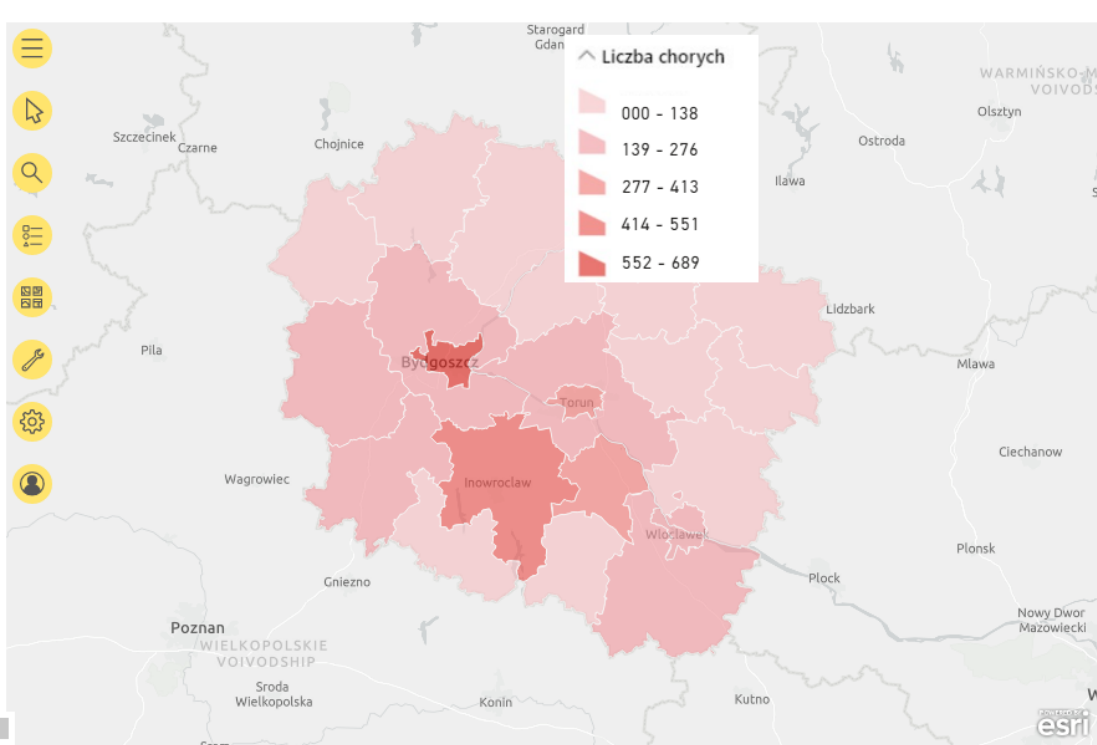 Starogard
Gdan
Liczba chorych
WARMIŃSKO-M
VOIVODS
000 - 138
Olsztyn
Szczecinek
Czarne
Chojnice
139 - 276
Ostroda
277 - 413
Ilawa
414 - 551
552 - 689
Lidzbark
Pila
Bydgoszcz
Mlawa
Torun
Ciechanow
Wagrowiec
Inowroclaw
Wloclawek
Plonsk
Gniezno
Plock
Nowy Dwor
Mazowiecki
Poznan
WIELKOPOLSKIE
VOIVODSHIP
Sroda
Wielkopolska
Konin
Kutno
W
esri